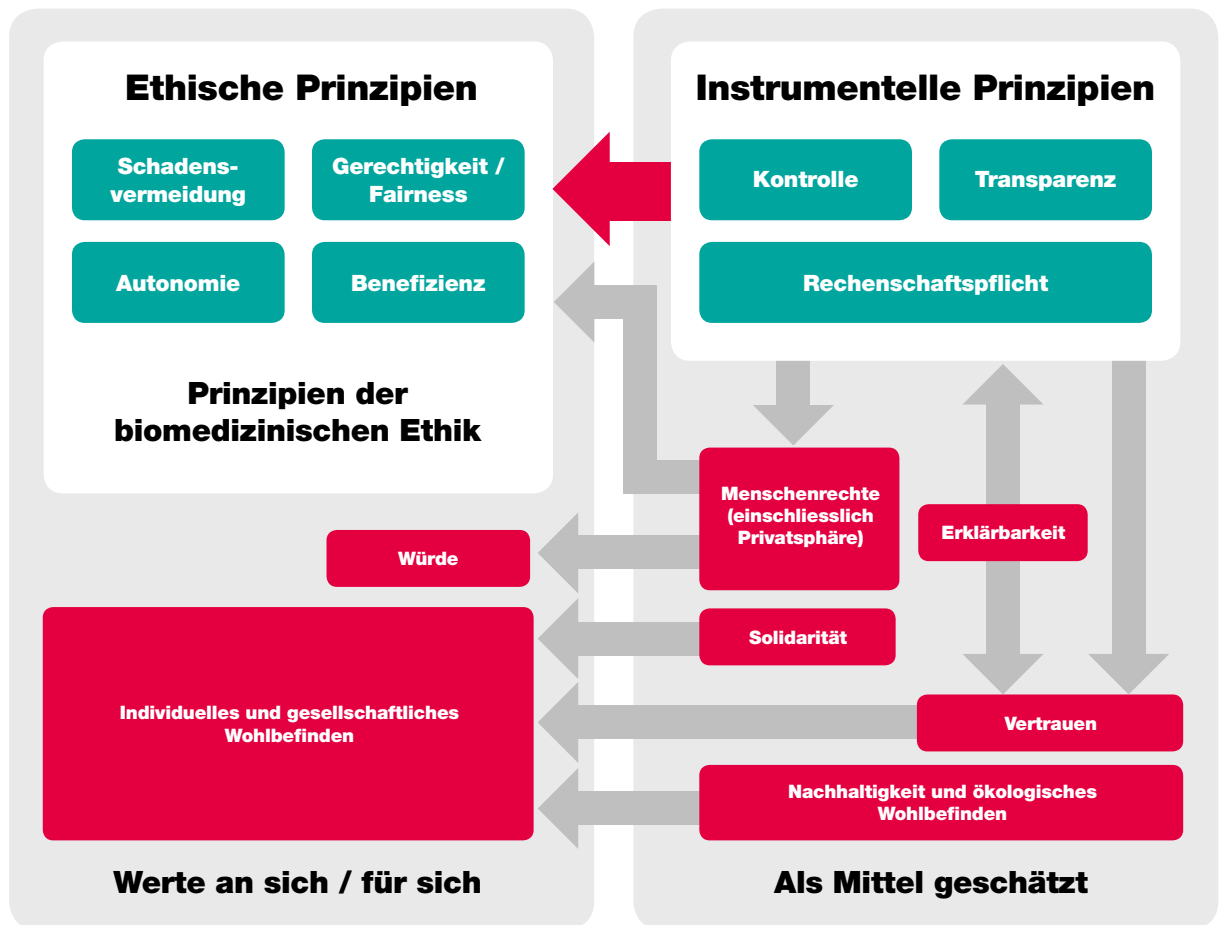 Ethische Prinzipien
Schadens-
vermeidung
Gerechtigkeit /
Fairness
Autonomie
Benefizienz
Prinzipien der
biomedizinischen Ethik
Würde
Individuelles und gesellschaftliches
Wohlbefinden
Werte an sich / für sich
Instrumentelle Prinzipien
Kontrolle
Transparenz
Rechenschaftspflicht
Menschenrechte
(einschliesslich
Privatsphäre)
Erklärbarkeit
Solidarität
Vertrauen
Nachhaltigkeit und ökologisches
Wohlbefinden
Als Mittel geschätzt